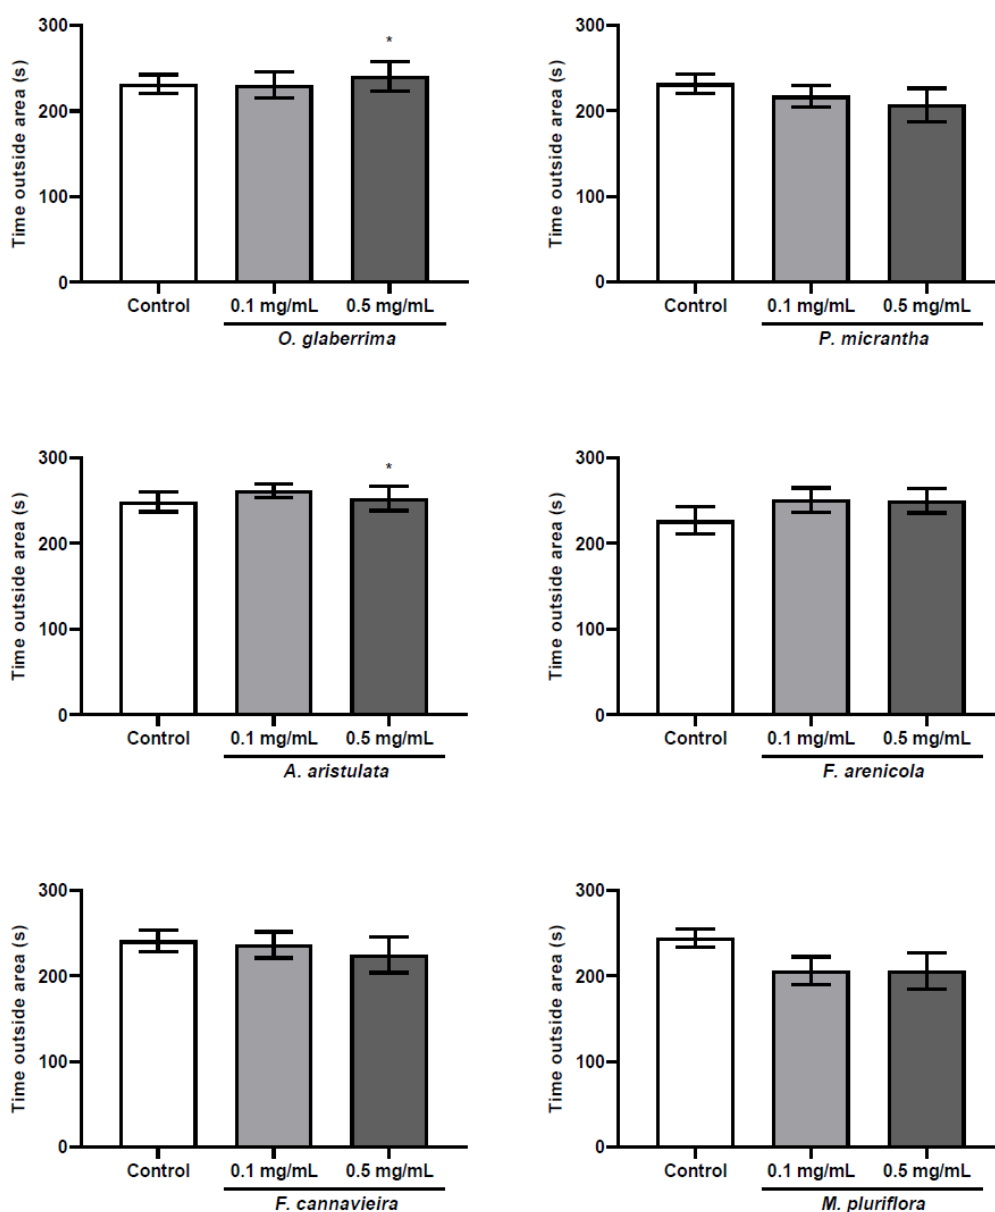 300
200
100
0
Time outside area (s)
*
Control 0.1 mg/mL 0.5 mg/mL
O. glaberrima
300
200
100
0
Time outside area (s)
Control 0.1 mg/mL 0.5 mg/mL
P. micrantha
300
200
100
0
Time outside area (s)
*
Control 0.1 mg/mL 0.5 mg/mL
A. aristulata
300
200
100
0
Time outside area (s)
Control 0.1 mg/mL 0.5 mg/mL
F. arenicola
300
200
100
0
Time outside area (s)
Control 0.1 mg/mL 0.5 mg/mL
F. cannavieira
300
200
100
0
Time outside area (s)
Control 0.1 mg/mL 0.5 mg/mL
M. pluriflora